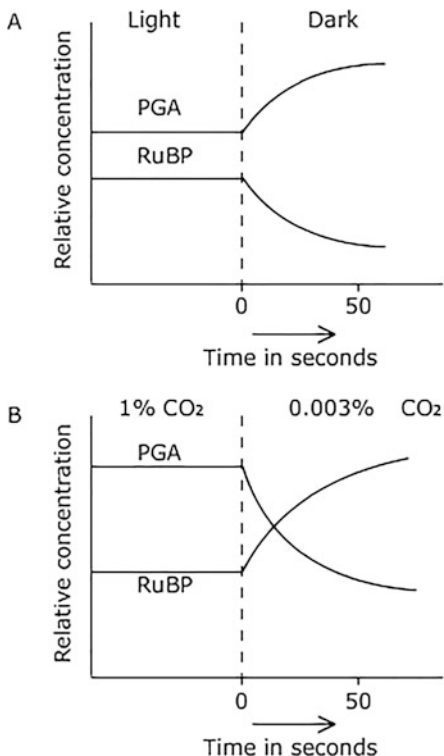 A
Light Dark
Relative concentration
PGA
RuBP
0 50
Time in seconds
B
1% CO₂ 0.003% CO₂
Relative concentration
PGA
RuBP
0 50
Time in seconds